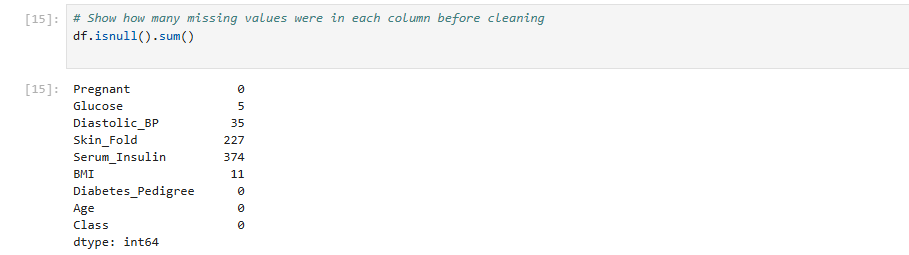 [15]: # Show how many missing values were in each column before cleaning
df.isnull().sum()
[15]: Pregnant 0
Glucose 5
Diastolic_BP 35
Skin_Fold 227
Serum_Insulin 374
BMI 11
Diabetes_Pedigree 0
Age 0
Class 0
dtype: int64